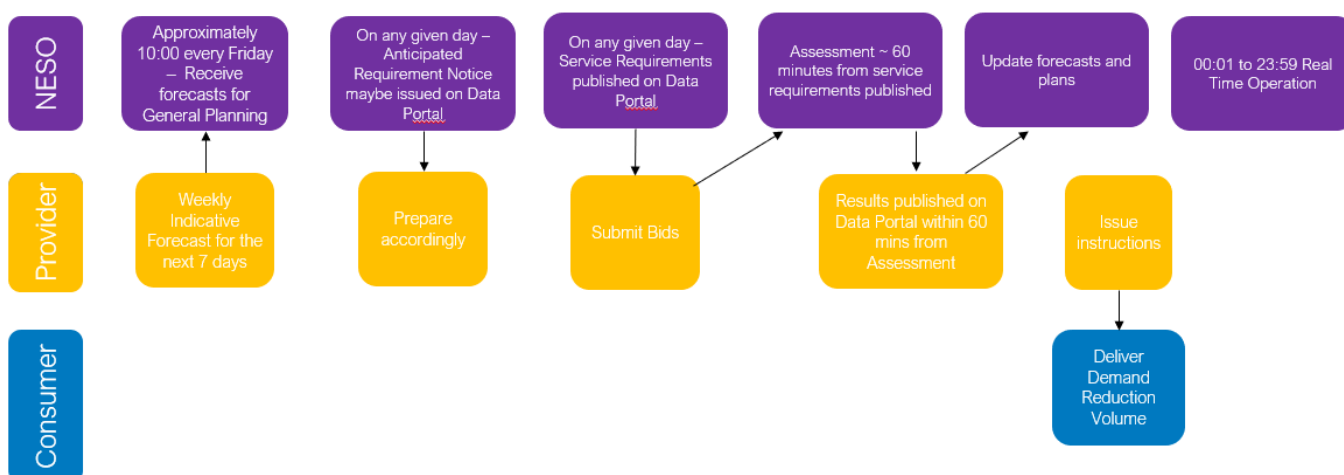 NESO
Approximately
10:00 every Friday
– Receive
forecasts for
General Planning
On any given day –
Anticipated
Requirement Notice
maybe issued on Data
Portal
On any given day –
Service Requirements
published on Data
Portal
Assessment ~ 60
minutes from service
requirements published
Update forecasts and
plans
00:01 to 23:59 Real
Time Operation
Provider
Weekly
Indicative
Forecast for the
next 7 days
Prepare
accordingly
Submit Bids
Results published on
Data Portal within 60
mins from
Assessment
Issue
instructions
Consumer
Deliver
Demand
Reduction
Volume